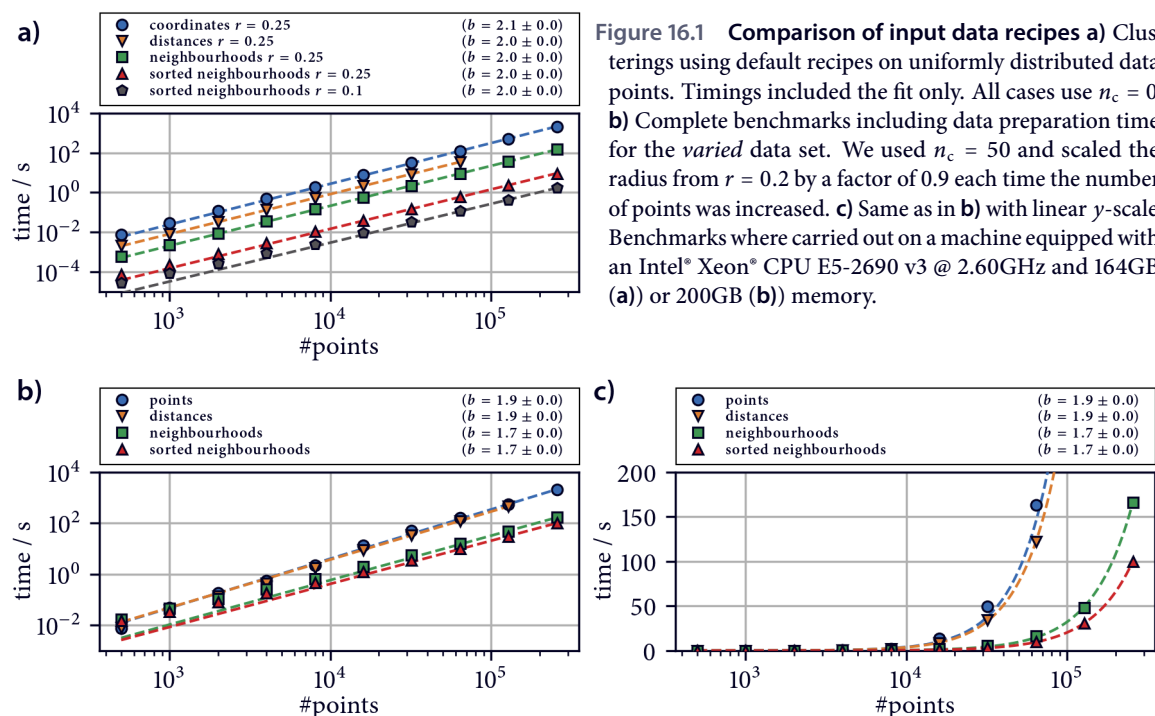 a)
coordinates r = 0.25 (b = 2.1 ± 0.0)
distances r = 0.25 (b = 2.0 ± 0.0)
neighbourhoods r = 0.25 (b = 2.0 ± 0.0)
sorted neighbourhoods r = 0.25 (b = 2.0 ± 0.0)
sorted neighbourhoods r = 0.1 (b = 2.0 ± 0.0)
10^4
10^2
10^0
10^−2
10^−4
time / s
10^3 10^4 10^5
#points
Figure 16.1 Comparison of input data recipes a) Clus
terings using default recipes on uniformly distributed data
points. Timings included the fit only. All cases use n_c = 0
b) Complete benchmarks including data preparation time
for the varied data set. We used n_c = 50 and scaled the
radius from r = 0.2 by a factor of 0.9 each time the number
of points was increased. c) Same as in b) with linear y-scale
Benchmarks where carried out on a machine equipped with
an Intel® Xeon® CPU E5-2690 v3 @ 2.60GHz and 164GB
(a)) or 200GB (b)) memory.
b)
points (b = 1.9 ± 0.0)
distances (b = 1.9 ± 0.0)
neighbourhoods (b = 1.7 ± 0.0)
sorted neighbourhoods (b = 1.7 ± 0.0)
10^4
10^2
10^0
10^−2
time / s
10^3 10^4 10^5
#points
c)
points (b = 1.9 ± 0.0)
distances (b = 1.9 ± 0.0)
neighbourhoods (b = 1.7 ± 0.0)
sorted neighbourhoods (b = 1.7 ± 0.0)
200
150
100
50
0
time / s
10^3 10^4 10^5
#points